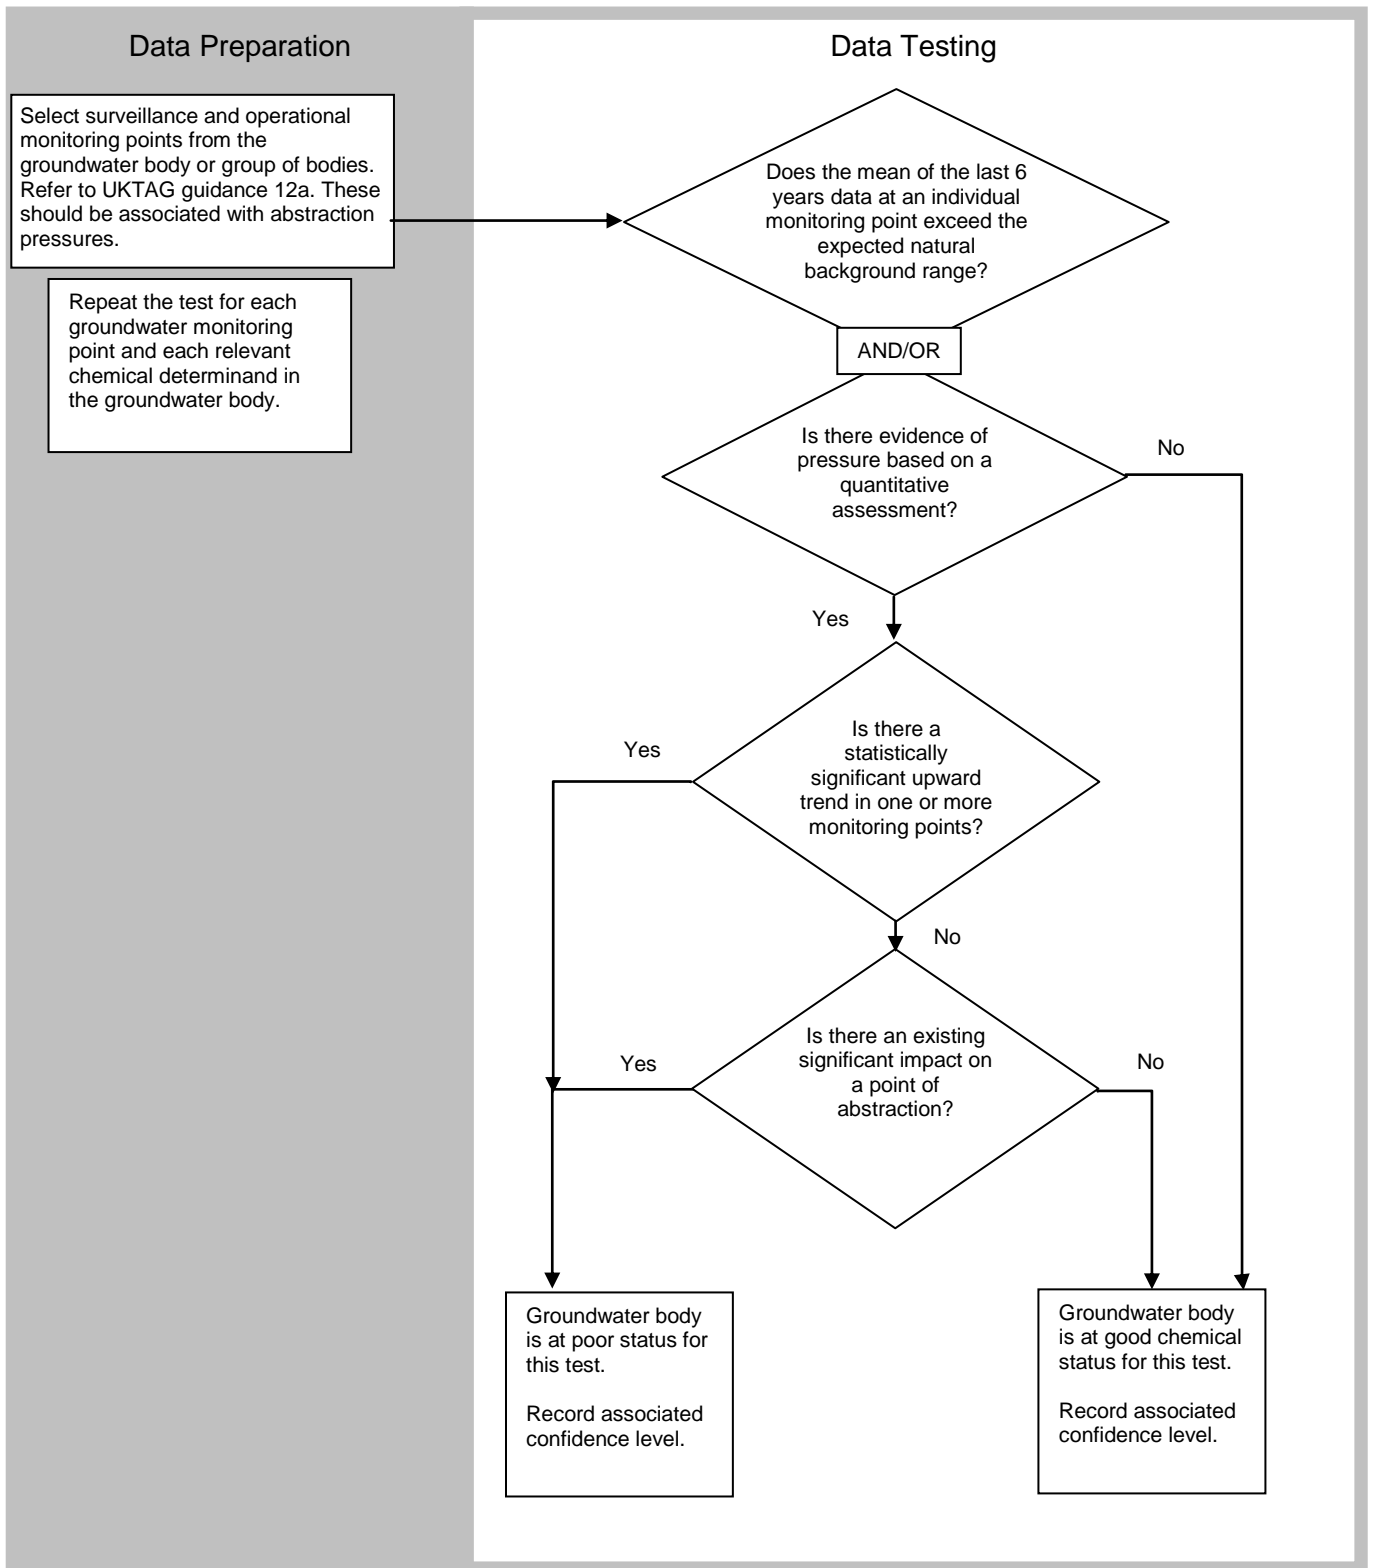 Data Preparation
Data Testing
Select surveillance and operational
monitoring points from the
groundwater body or group of bodies.
Refer to UKTAG guidance 12a. These
should be associated with abstraction
pressures.
Repeat the test for each
groundwater monitoring
point and each relevant
chemical determinand in
the groundwater body.
Does the mean of the last 6
years data at an individual
monitoring point exceed the
expected natural
background range?
AND/OR
Is there evidence of
pressure based on a
quantitative
assessment?
No
Yes
Is there a
statistically
significant upward
trend in one or more
monitoring points?
Yes
No
Is there an existing
significant impact on
a point of
abstraction?
Yes
No
Groundwater body
is at poor status for
this test.
Record associated
confidence level.
Groundwater body
is at good chemical
status for this test.
Record associated
confidence level.